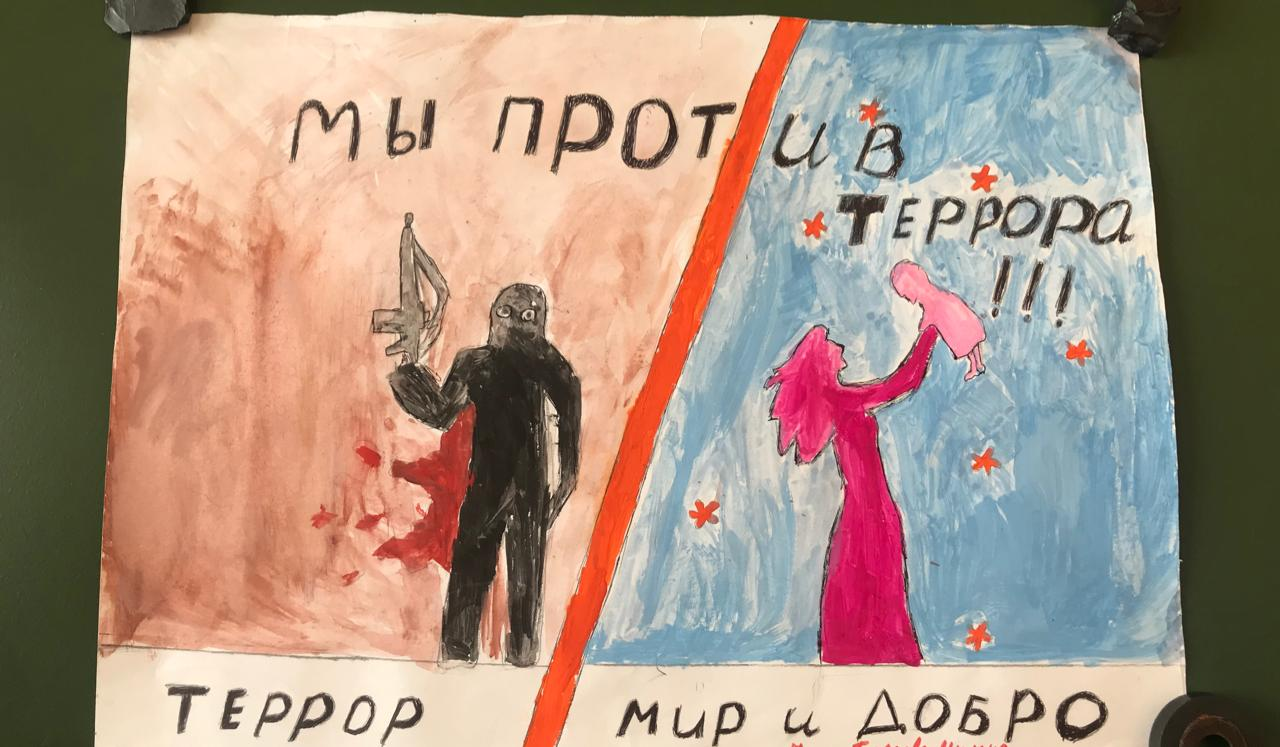 мы против
террора
!!!
террор
мир и добро